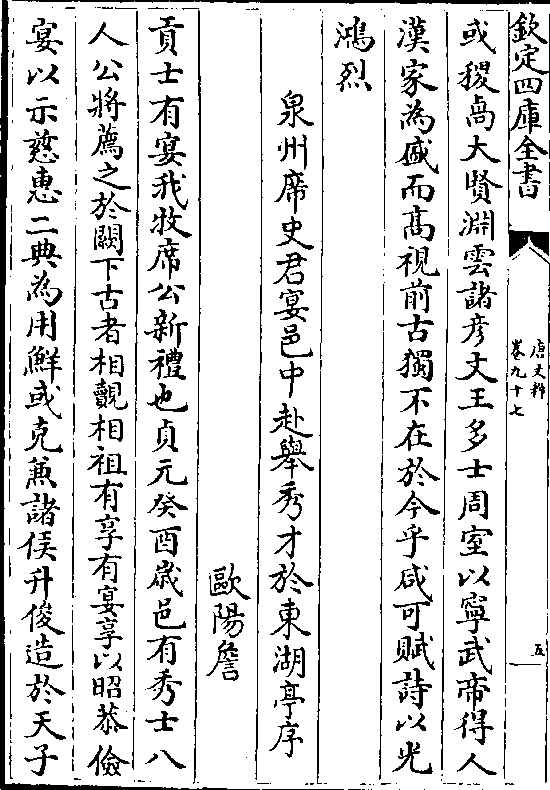 欽定四庫全書
唐文粹
卷九十七
五
或稷卨大賢淵雲諸彦文王多士周室以寧武帝得人
漢家為盛而髙視前古獨不在於今乎咸可賦詩以光
鴻烈
泉州席史君宴邑中赴舉秀才於東湖亭序
歐陽詹
貢士有宴我牧席公新禮也貞元癸酉嵗邑有秀士八
人公將薦之於闕下古者相覿相祖有享有宴享以昭恭儉
宴以示慈惠二典為用鮮或克兼諸侯升俊造於天子